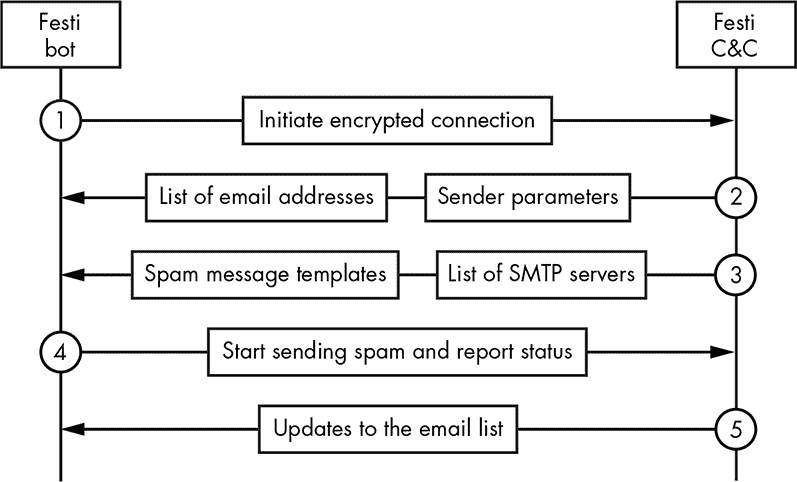 Festi
bot
Festi
C&C
1
Initiate encrypted connection
List of email addresses
Sender parameters
2
Spam message templates
List of SMTP servers
3
4
Start sending spam and report status
Updates to the email list
5